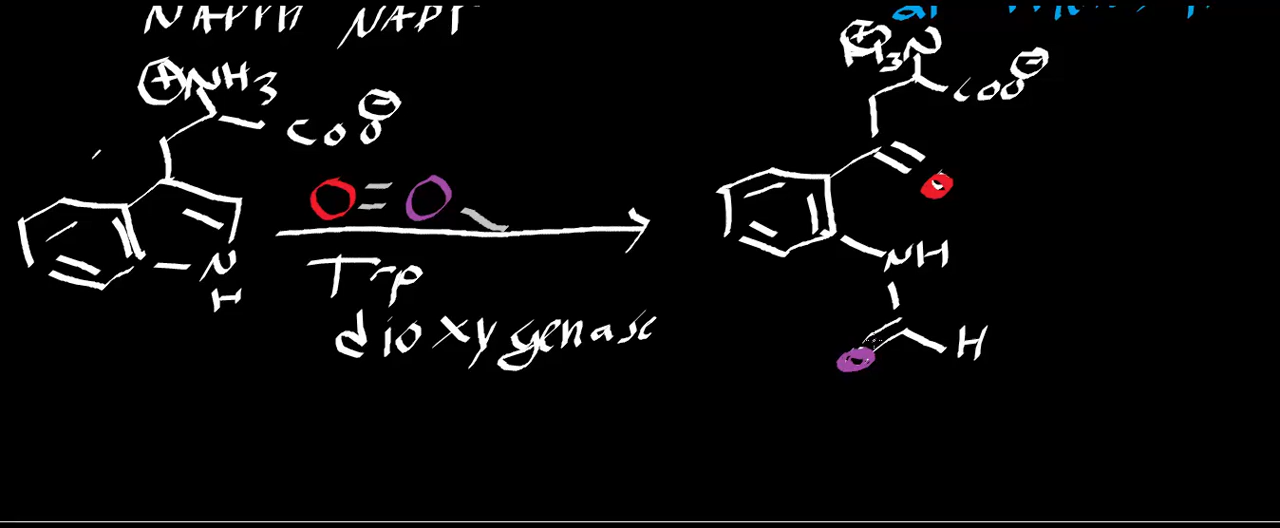 NADPH NADP
⊕NH3
COO⊖
O=O
N
H
Trp
dioxygenase
⊕H3N
COO⊖
O
NH
O
H